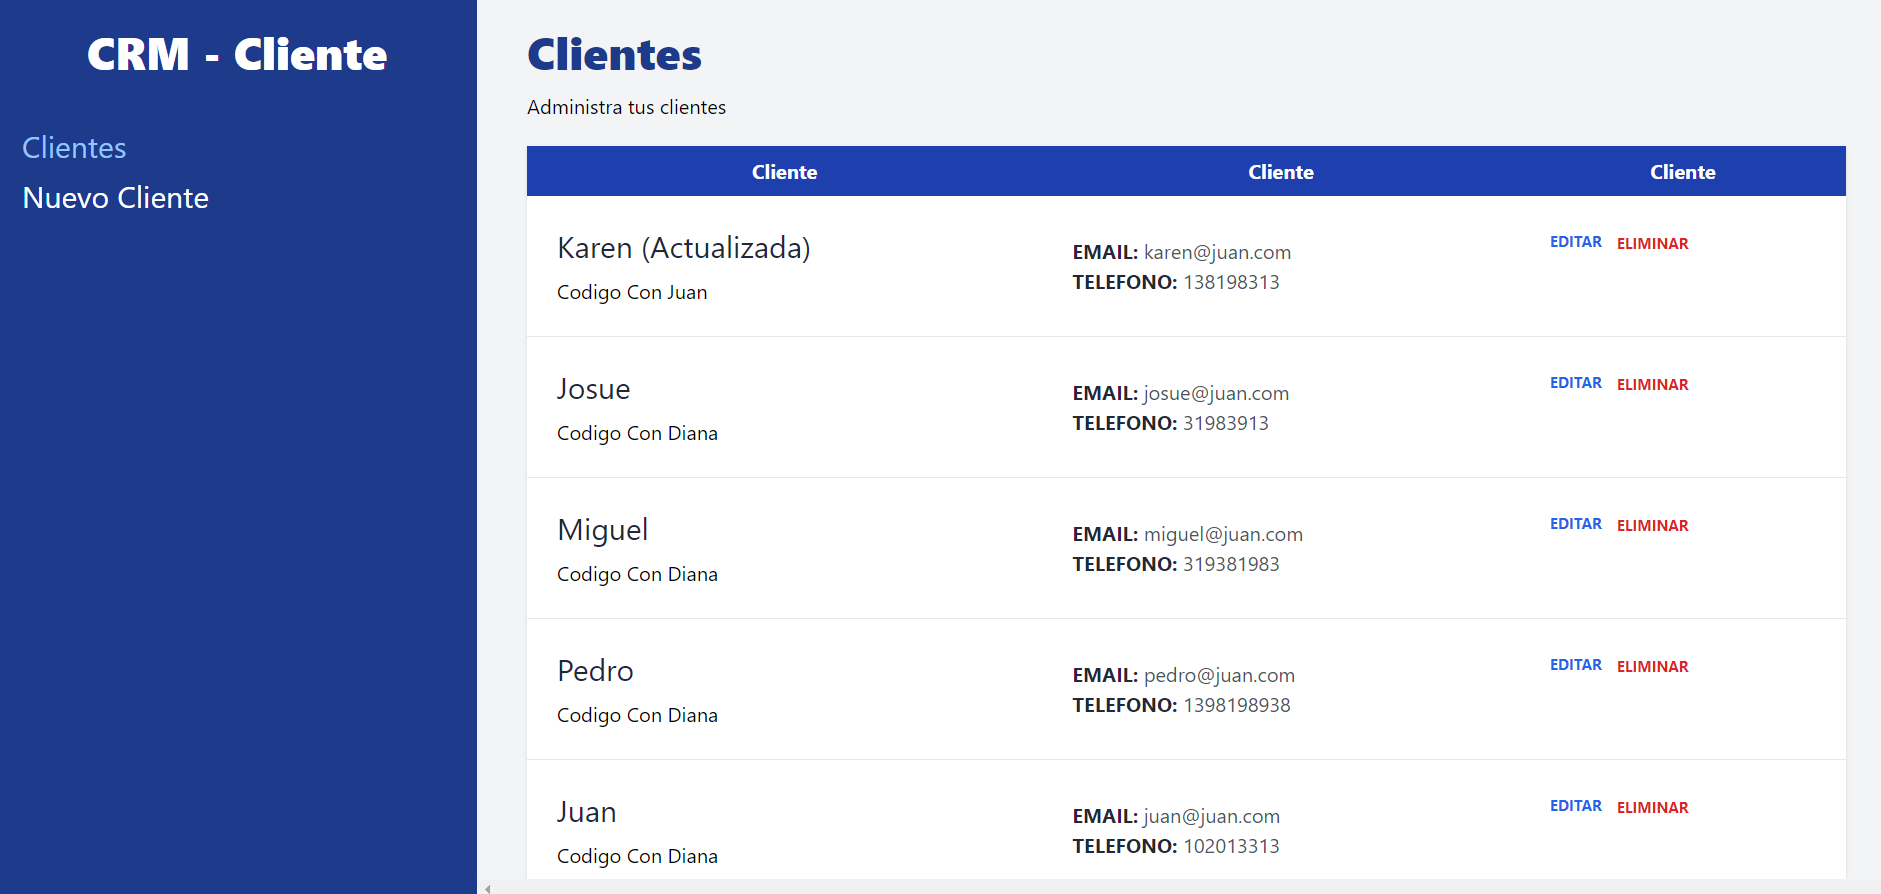 CRM - Cliente
Clientes
Nuevo Cliente
Clientes
Administra tus clientes
Cliente Cliente Cliente
Karen (Actualizada)
Codigo Con Juan
EMAIL: karen@juan.com
TELEFONO: 138198313
EDITAR ELIMINAR
Josue
Codigo Con Diana
EMAIL: josue@juan.com
TELEFONO: 31983913
EDITAR ELIMINAR
Miguel
Codigo Con Diana
EMAIL: miguel@juan.com
TELEFONO: 319381983
EDITAR ELIMINAR
Pedro
Codigo Con Diana
EMAIL: pedro@juan.com
TELEFONO: 1398198938
EDITAR ELIMINAR
Juan
Codigo Con Diana
EMAIL: juan@juan.com
TELEFONO: 102013313
EDITAR ELIMINAR